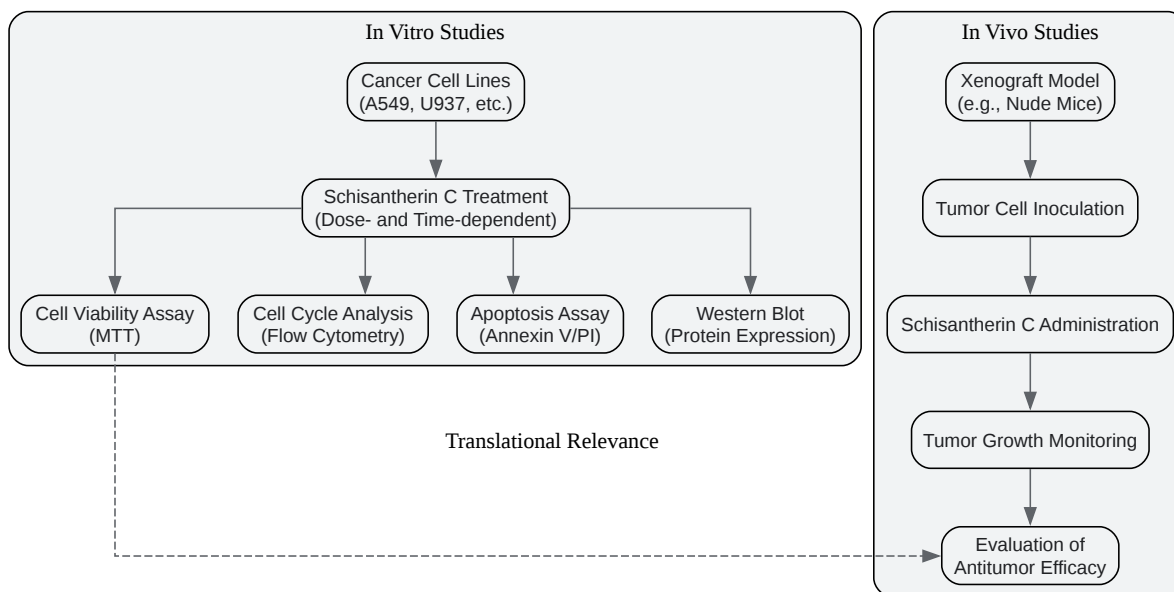 In Vitro Studies
Cancer Cell Lines
(A549, U937, etc.)
Schisantherin C Treatment
(Dose- and Time-dependent)
Cell Viability Assay
(MTT)
Cell Cycle Analysis
(Flow Cytometry)
Apoptosis Assay
(Annexin V/PI)
Western Blot
(Protein Expression)
Translational Relevance
In Vivo Studies
Xenograft Model
(e.g., Nude Mice)
Tumor Cell Inoculation
Schisantherin C Administration
Tumor Growth Monitoring
Evaluation of
Antitumor Efficacy